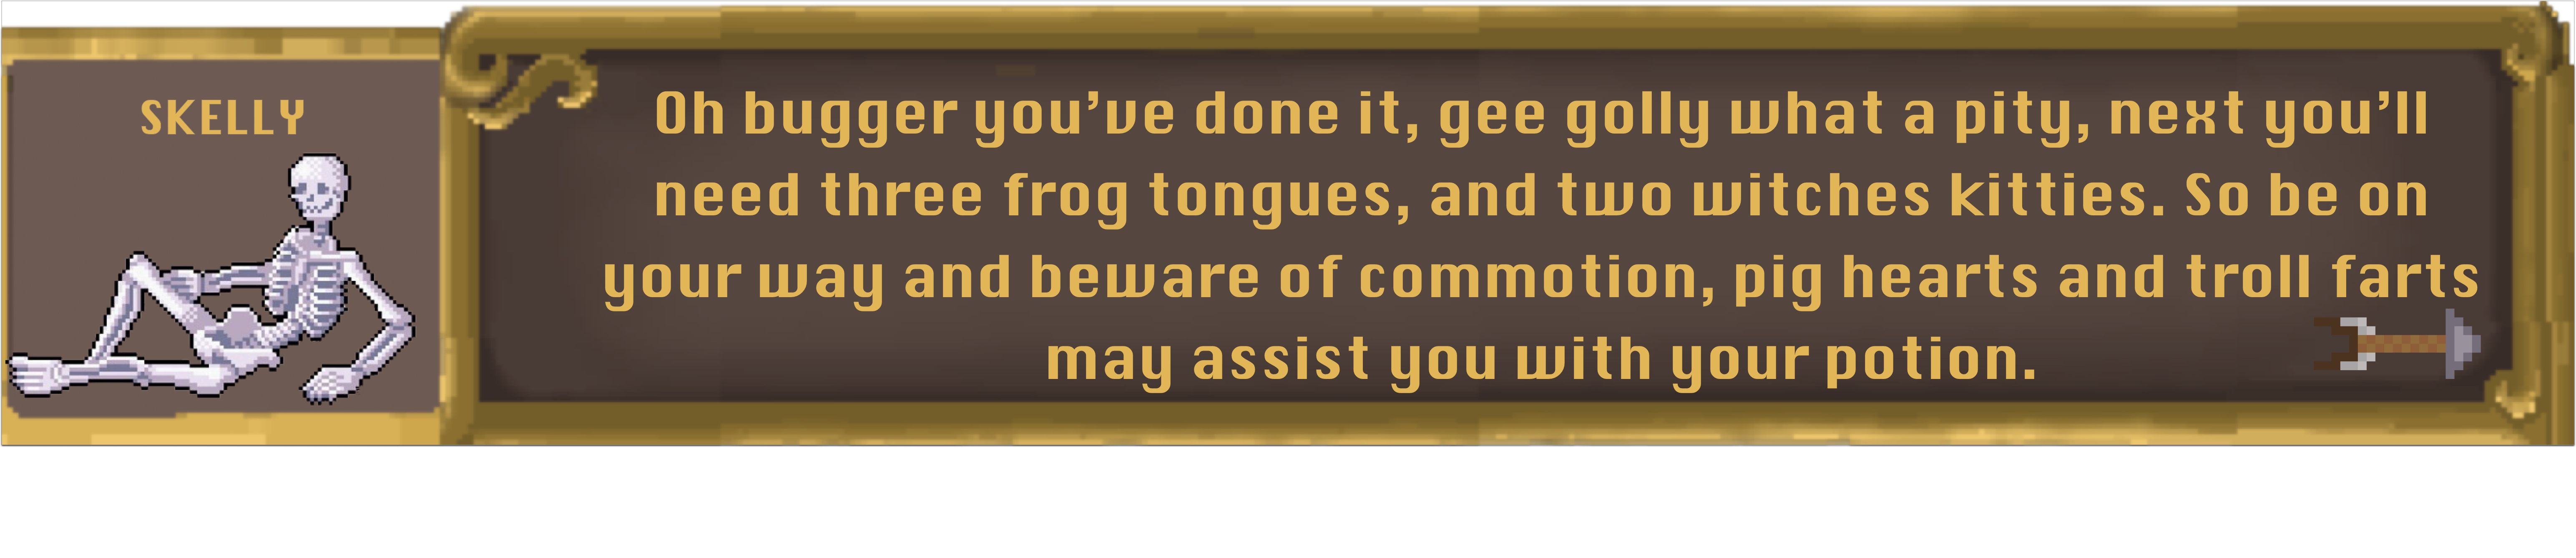 SKELLY
Oh bugger you’ve done it, gee golly what a pity, next you’ll
need three frog tongues, and two witches kitties. So be on
your way and beware of commotion, pig hearts and troll farts
may assist you with your potion.